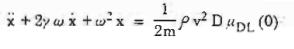 ẍ + 2γ ω ẋ + ω² x = 1/2m ρ v² D μ_DL (0)